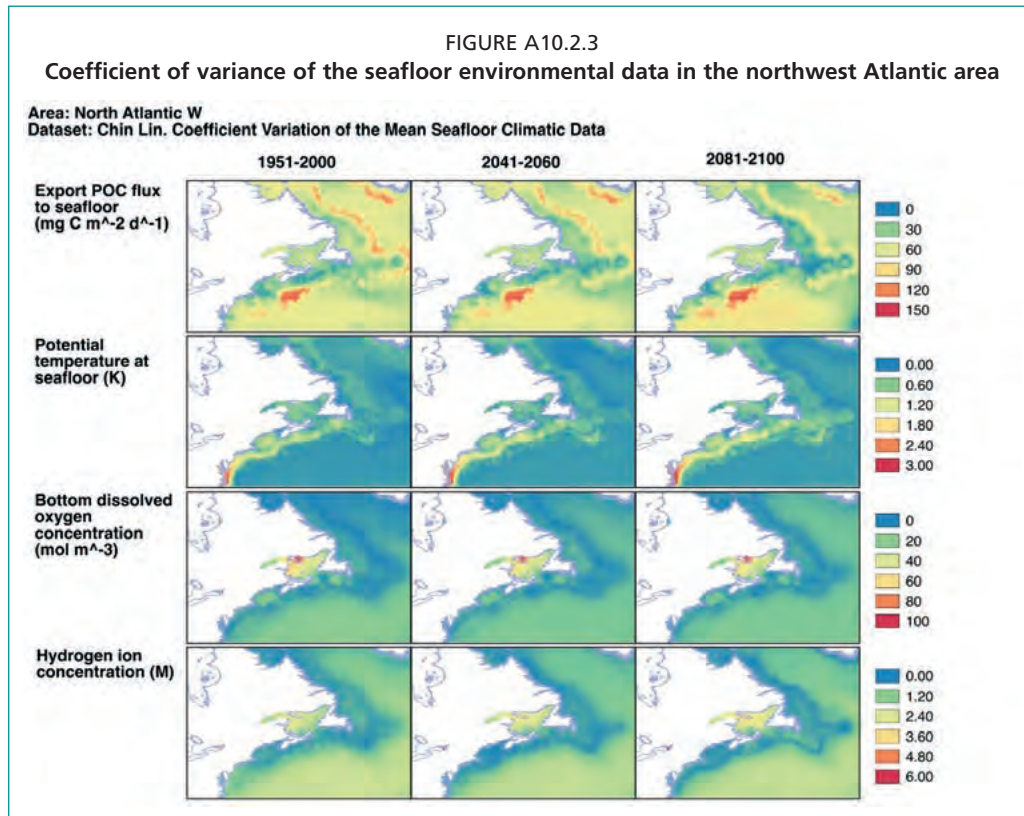 FIGURE A10.2.3
Coefficient of variance of the seafloor environmental data in the northwest Atlantic area
Area: North Atlantic W
Dataset: Chin Lin. Coefficient Variation of the Mean Seafloor Climatic Data
1951-2000 2041-2060 2081-2100
Export POC flux
to seafloor
(mg C m^-2 d^-1)
0
30
60
90
120
150
Potential
temperature at
seafloor (K)
0.00
0.60
1.20
1.80
2.40
3.00
Bottom dissolved
oxygen
concentration
(mol m^-3)
0
20
40
60
80
100
Hydrogen ion
concentration (M)
0.00
1.20
2.40
3.60
4.80
6.00